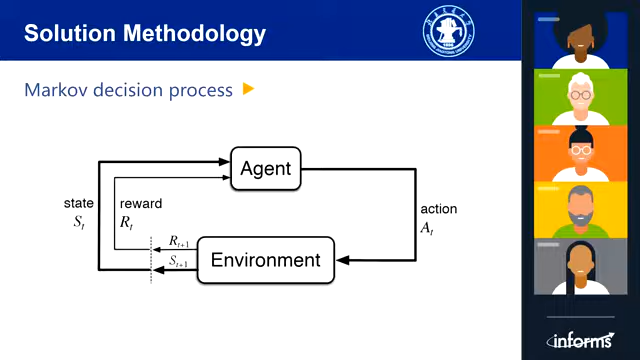 Solution Methodology
Markov decision process
Agent
state
S_t
reward
R_t
action
A_t
R_{t+1}
S_{t+1}
Environment
informs